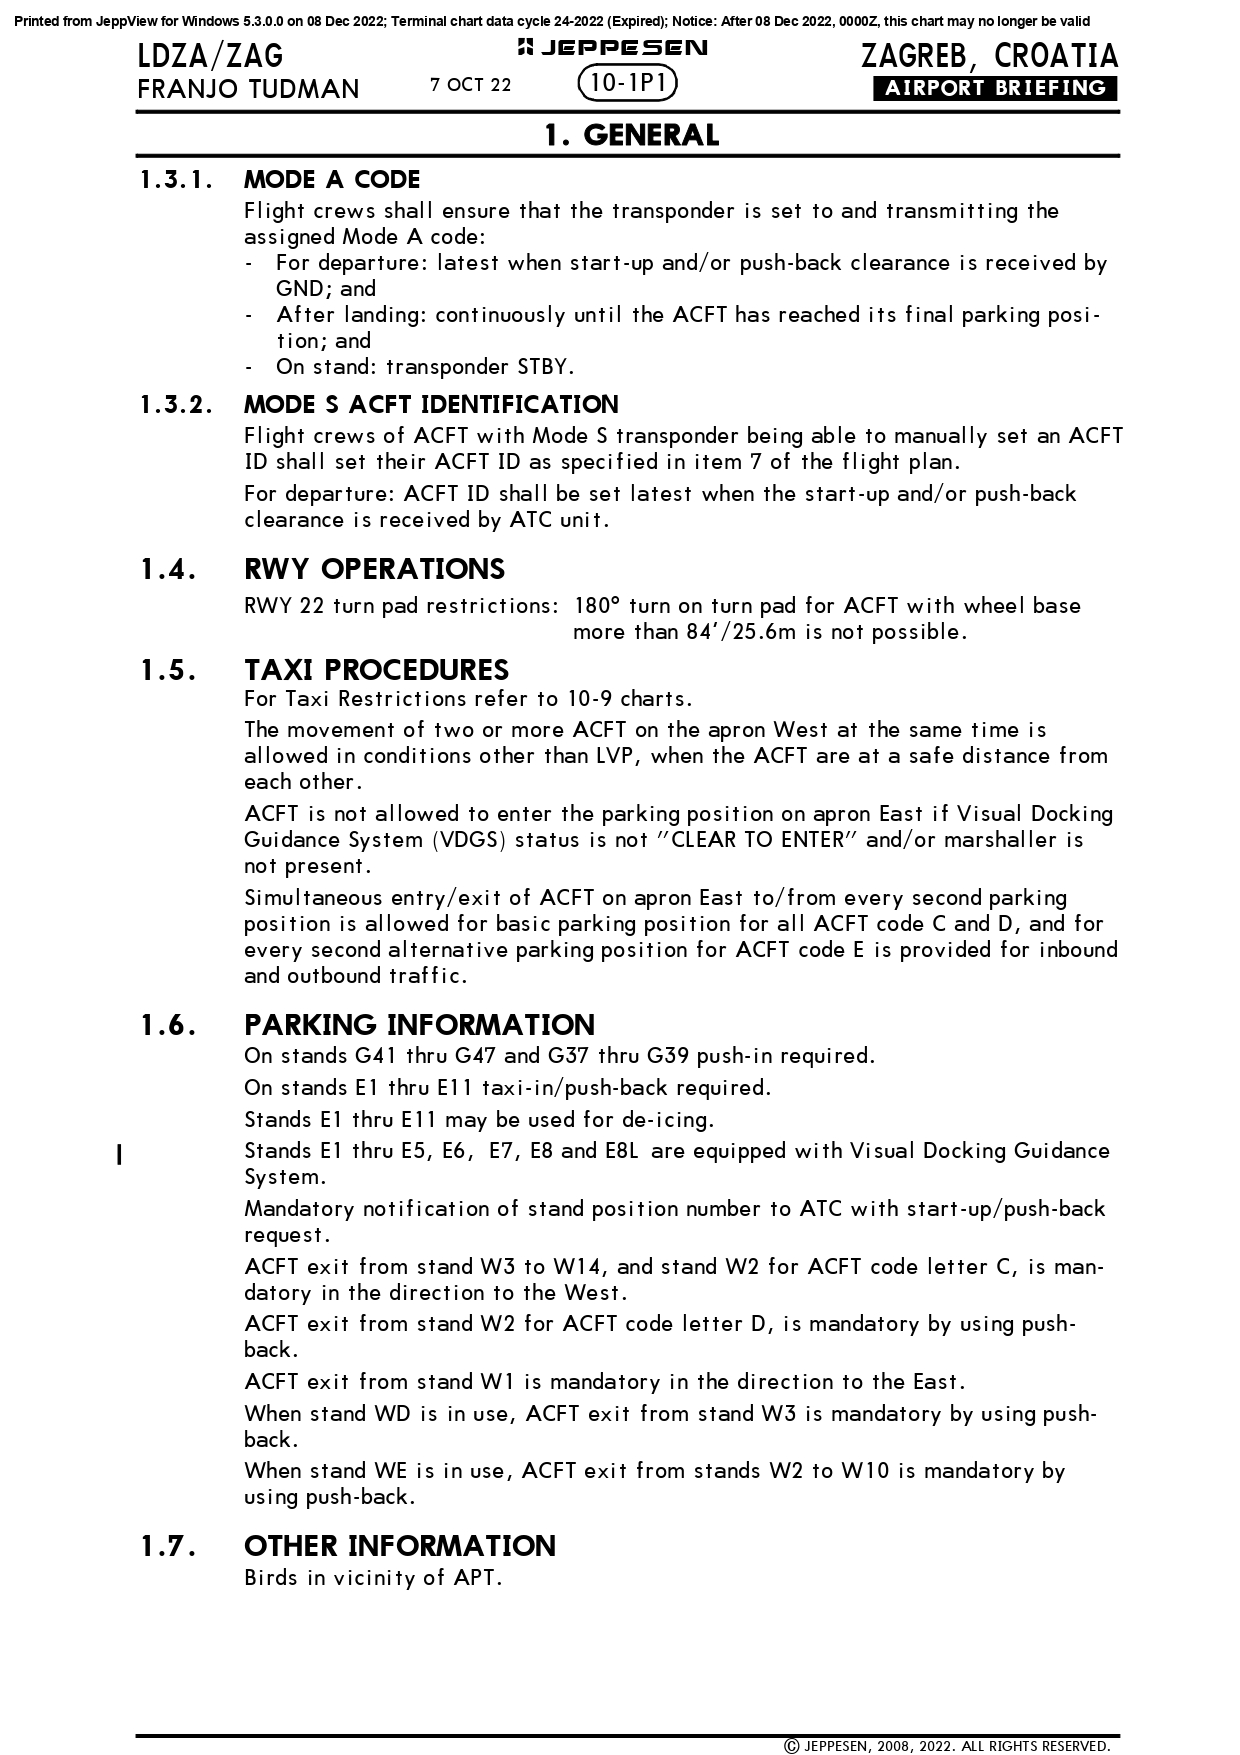 Printed from JeppView for Windows 5.3.0.0 on 08 Dec 2022; Terminal chart data cycle 24-2022 (Expired); Notice: After 08 Dec 2022, 0000Z, this chart may no longer be valid
LDZA/ZAG JEPPESEN ZAGREB, CROATIA
FRANJO TUDMAN 7 OCT 22 10-1P1 AIRPORT BRIEFING
1. GENERAL
1.3.1. MODE A CODE
Flight crews shall ensure that the transponder is set to and transmitting the
assigned Mode A code:
- For departure: latest when start-up and/or push-back clearance is received by
GND; and
- After landing: continuously until the ACFT has reached its final parking posi-
tion; and
- On stand: transponder STBY.
1.3.2. MODE S ACFT IDENTIFICATION
Flight crews of ACFT with Mode S transponder being able to manually set an ACFT
ID shall set their ACFT ID as specified in item 7 of the flight plan.
For departure: ACFT ID shall be set latest when the start-up and/or push-back
clearance is received by ATC unit.
1.4. RWY OPERATIONS
RWY 22 turn pad restrictions: 180° turn on turn pad for ACFT with wheel base
more than 84'/25.6m is not possible.
1.5. TAXI PROCEDURES
For Taxi Restrictions refer to 10-9 charts.
The movement of two or more ACFT on the apron West at the same time is
allowed in conditions other than LVP, when the ACFT are at a safe distance from
each other.
ACFT is not allowed to enter the parking position on apron East if Visual Docking
Guidance System (VDGS) status is not ''CLEAR TO ENTER'' and/or marshaller is
not present.
Simultaneous entry/exit of ACFT on apron East to/from every second parking
position is allowed for basic parking position for all ACFT code C and D, and for
every second alternative parking position for ACFT code E is provided for inbound
and outbound traffic.
1.6. PARKING INFORMATION
On stands G41 thru G47 and G37 thru G39 push-in required.
On stands E1 thru E11 taxi-in/push-back required.
Stands E1 thru E11 may be used for de-icing.
Stands E1 thru E5, E6, E7, E8 and E8L are equipped with Visual Docking Guidance
System.
Mandatory notification of stand position number to ATC with start-up/push-back
request.
ACFT exit from stand W3 to W14, and stand W2 for ACFT code letter C, is man-
datory in the direction to the West.
ACFT exit from stand W2 for ACFT code letter D, is mandatory by using push-
back.
ACFT exit from stand W1 is mandatory in the direction to the East.
When stand WD is in use, ACFT exit from stand W3 is mandatory by using push-
back.
When stand WE is in use, ACFT exit from stands W2 to W10 is mandatory by
using push-back.
1.7. OTHER INFORMATION
Birds in vicinity of APT.
© JEPPESEN, 2008, 2022. ALL RIGHTS RESERVED.